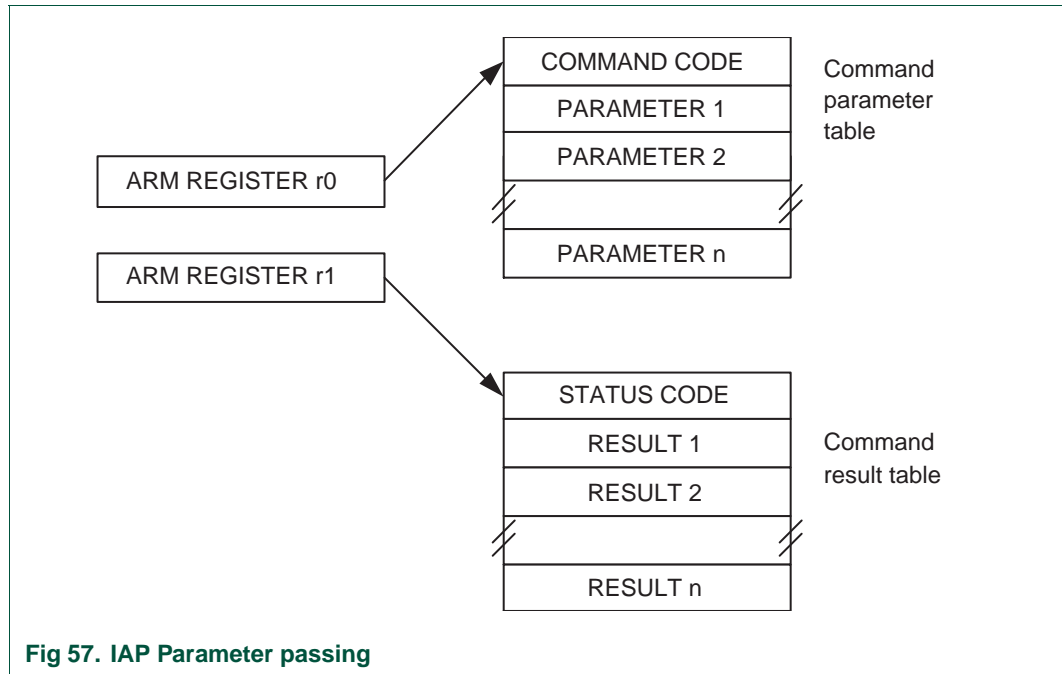 COMMAND CODE
PARAMETER 1
PARAMETER 2
PARAMETER n
Command
parameter
table
ARM REGISTER r0
ARM REGISTER r1
STATUS CODE
RESULT 1
RESULT 2
RESULT n
Command
result table
Fig 57. IAP Parameter passing